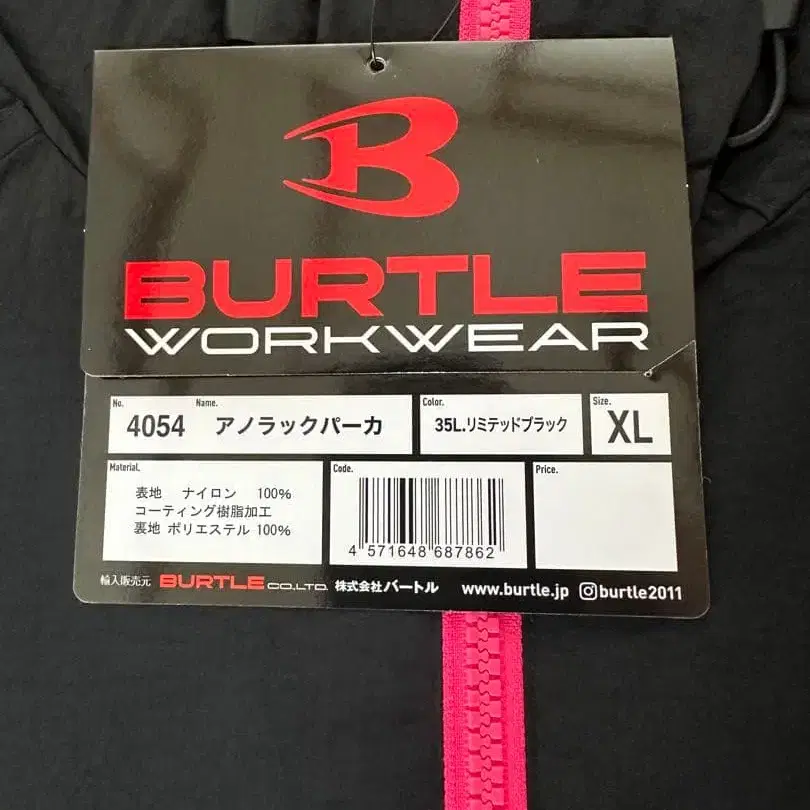 B
BURTLE
WORKWEAR
No. 4054 Name. アノラックパーカ
Color. 35L.リミテッドブラック
Size. XL
Material.
表地 ナイロン 100%
コーティング樹脂加工
裏地 ポリエステル 100%
Code.
4 571648 687862
Price.
輸入販売元 BURTLE CO.LTD. 株式会社バートル www.burtle.jp burtle2011